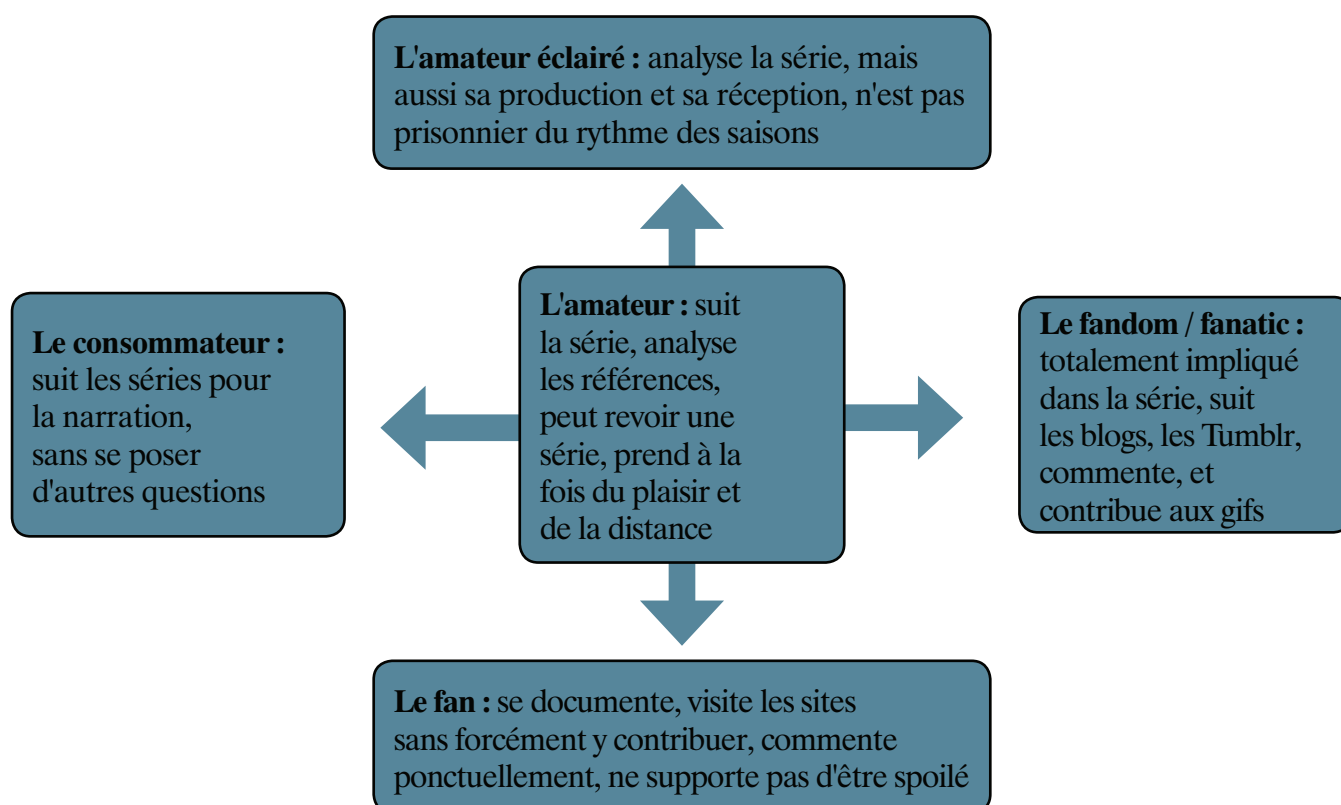 L'amateur éclairé : analyse la série, mais
aussi sa production et sa réception, n'est pas
prisonnier du rythme des saisons
Le consommateur :
suit les séries pour
la narration,
sans se poser
d'autres questions
L'amateur : suit
la série, analyse
les références,
peut revoir une
série, prend à la
fois du plaisir et
de la distance
Le fandom / fanatic :
totalement impliqué
dans la série, suit
les blogs, les Tumblr,
commente, et
contribue aux gifs
Le fan : se documente, visite les sites
sans forcément y contribuer, commente
ponctuellement, ne supporte pas d'être spoilé